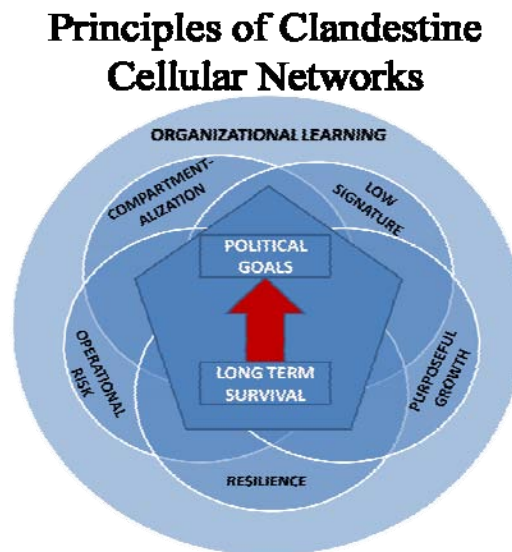 Principles of Clandestine
Cellular Networks
ORGANIZATIONAL LEARNING
COMPARTMENT-
ALIZATION
LOW
SIGNATURE
POLITICAL
GOALS
OPERATIONAL
RISK
LONG TERM
SURVIVAL
PURPOSEFUL
GROWTH
RESILIENCE